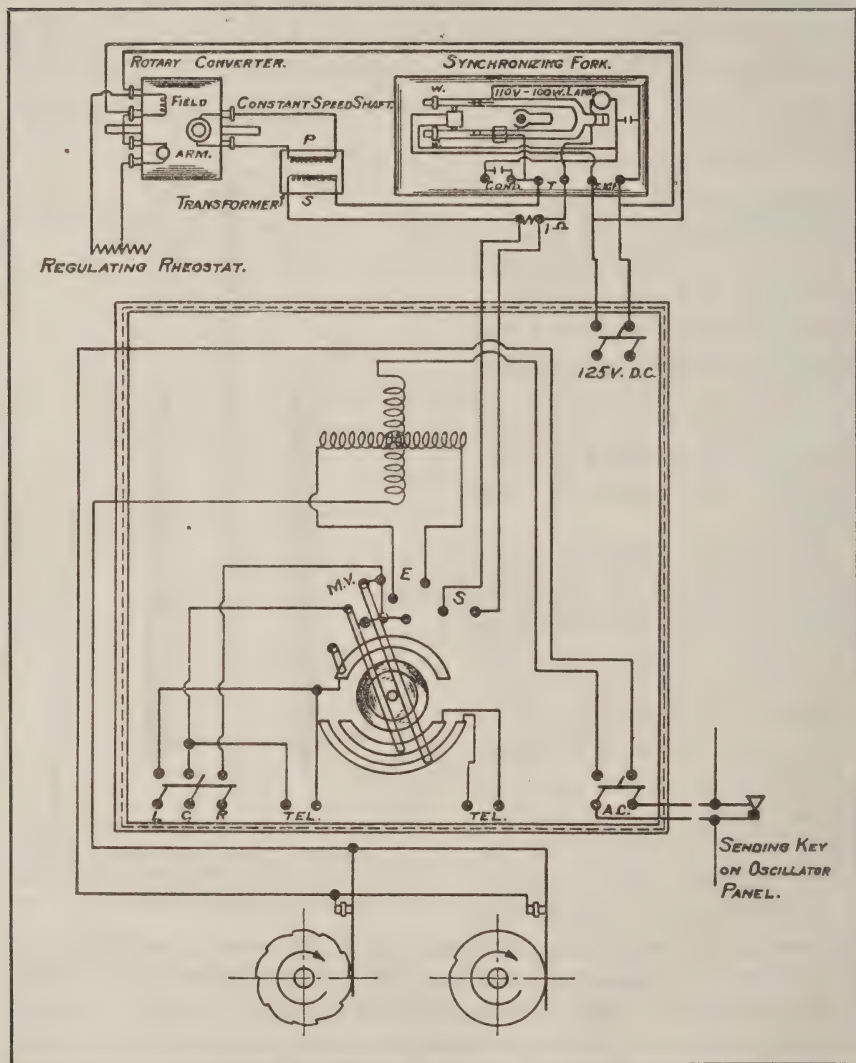 ROTARY CONVERTER.
SYNCHRONIZING FORK.
FIELD
CONSTANT SPEED SHAFT.
ARM.
P
TRANSFORMER
S
REGULATING RHEOSTAT.
W.
110V-100W. LAMP
COND.
T
1Ω
125V. D.C.
M.V.
E
S
L.
C.
R
TEL.
TEL.
A.C.
SENDING KEY
ON OSCILLATOR
PANEL.